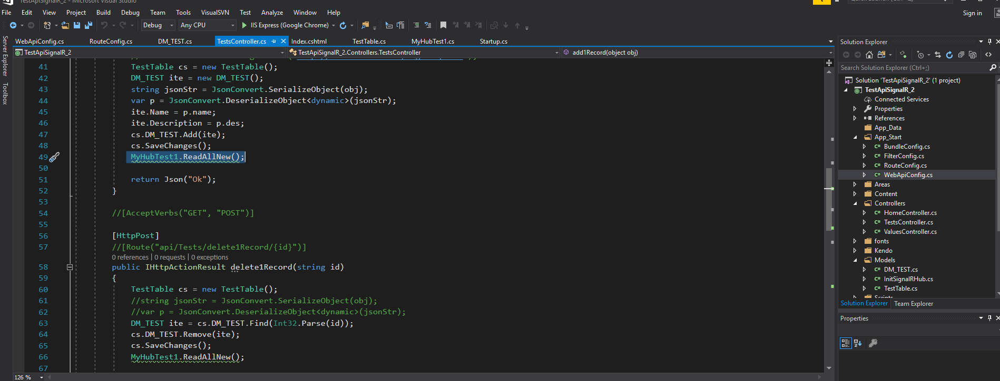 TestApiSignalR_2 - Microsoft Visual Studio
File Edit View Project Build Debug Team Tools VisualSVN Test Analyze Window Help
Sign in
Debug Any CPU IIS Express (Google Chrome)
Server Explorer
Toolbox
WebApiConfig.cs RouteConfig.cs DM_TEST.cs TestsController.cs Index.cshtml TestTable.cs MyHubTest1.cs Startup.cs
TestApiSignalR_2 TestApiSignalR_2.Controllers.TestsController add1Record(object obj)
41 TestTable cs = new TestTable();
42 DM_TEST ite = new DM_TEST();
43 string jsonStr = JsonConvert.SerializeObject(obj);
44 var p = JsonConvert.DeserializeObject<dynamic>(jsonStr);
45 ite.Name = p.name;
46 ite.Description = p.des;
47 cs.DM_TEST.Add(ite);
48 cs.SaveChanges();
49 MyHubTest1.ReadAllNew();
50
51 return Json("Ok");
52 }
53
54 //[AcceptVerbs("GET", "POST")]
55
56 [HttpPost]
57 //[Route("api/Tests/delete1Record/{id}")]
0 references | 0 requests | 0 exceptions
58 public IHttpActionResult delete1Record(string id)
59 {
60 TestTable cs = new TestTable();
61 //string jsonStr = JsonConvert.SerializeObject(obj);
62 //var p = JsonConvert.DeserializeObject<dynamic>(jsonStr);
63 DM_TEST ite = cs.DM_TEST.Find(Int32.Parse(id));
64 cs.DM_TEST.Remove(ite);
65 cs.SaveChanges();
66 MyHubTest1.ReadAllNew();
67
126 %
Solution Explorer
Search Solution Explorer (Ctrl+;)
Solution 'TestApiSignalR_2' (1 project)
TestApiSignalR_2
Connected Services
Properties
References
App_Data
App_Start
BundleConfig.cs
FilterConfig.cs
RouteConfig.cs
WebApiConfig.cs
Areas
Content
Controllers
HomeController.cs
TestsController.cs
ValuesController.cs
fonts
Kendo
Models
DM_TEST.cs
InitSignalRHub.cs
TestTable.cs
Scripts
Solution Explorer Team Explorer
Properties